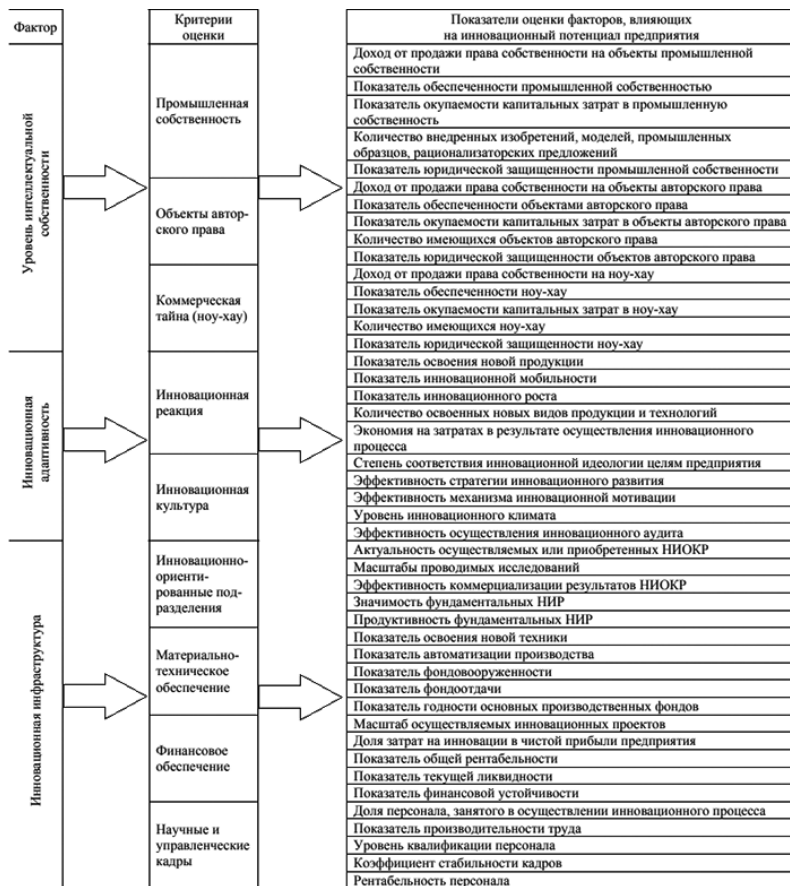 Фактор
Критерии
оценки
Показатели оценки факторов, влияющих
на инновационный потенциал предприятия
Уровень интеллектуальной
собственности
Промышленная
собственность
Доход от продажи права собственности на объекты промышленной
собственности
Показатель обеспеченности промышленной собственностью
Показатель окупаемости капитальных затрат в промышленную
собственность
Количество внедренных изобретений, моделей, промышленных
образцов, рационализаторских предложений
Показатель юридической защищенности промышленной собственности
Объекты автор-
ского права
Доход от продажи права собственности на объекты авторского права
Показатель обеспеченности объектами авторского права
Показатель окупаемости капитальных затрат в объекты авторского права
Количество имеющихся объектов авторского права
Показатель юридической защищенности объектов авторского права
Коммерческая
тайна (ноу-хау)
Доход от продажи права собственности на ноу-хау
Показатель обеспеченности ноу-хау
Показатель окупаемости капитальных затрат в ноу-хау
Количество имеющихся ноу-хау
Показатель юридической защищенности ноу-хау
Инновационная
адаптивность
Инновационная
реакция
Показатель освоения новой продукции
Показатель инновационной мобильности
Показатель инновационного роста
Количество освоенных новых видов продукции и технологий
Экономия на затратах в результате осуществления инновационного
процесса
Инновационная
культура
Степень соответствия инновационной идеологии целям предприятия
Эффективность стратегии инновационного развития
Эффективность механизма инновационной мотивации
Уровень инновационного климата
Эффективность осуществления инновационного аудита
Инновационная инфраструктура
Инновационно-
ориенти-
рованные под-
разделения
Актуальность осуществляемых или приобретенных НИОКР
Масштабы проводимых исследований
Эффективность коммерциализации результатов НИОКР
Значимость фундаментальных НИР
Продуктивность фундаментальных НИР
Материально-
техническое
обеспечение
Показатель освоения новой техники
Показатель автоматизации производства
Показатель фондовооруженности
Показатель фондоотдачи
Показатель годности основных производственных фондов
Финансовое
обеспечение
Масштаб осуществляемых инновационных проектов
Доля затрат на инновации в чистой прибыли предприятия
Показатель общей рентабельности
Показатель текущей ликвидности
Показатель финансовой устойчивости
Научные и
управленческие
кадры
Доля персонала, занятого в осуществлении инновационного процесса
Показатель производительности труда
Уровень квалификации персонала
Коэффициент стабильности кадров
Рентабельность персонала